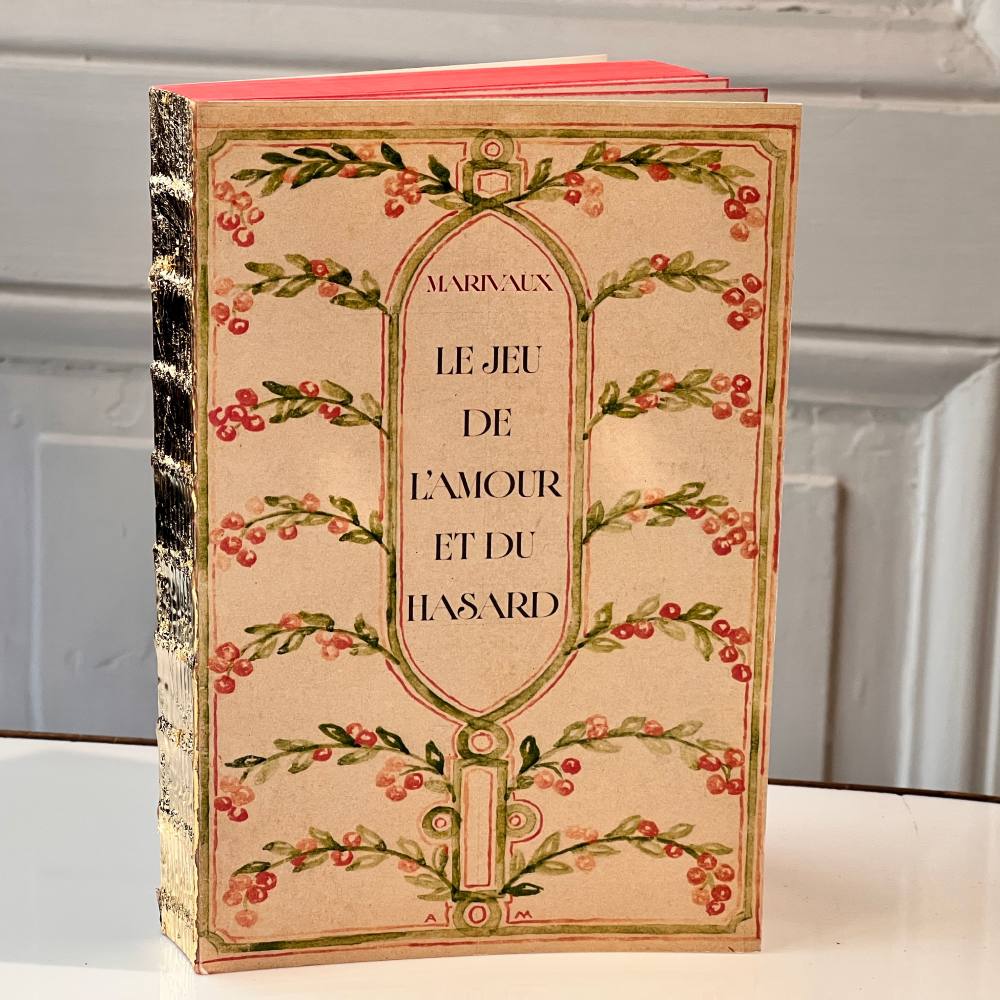 MARIVAUX
LE JEU
DE
L'AMOUR
ET DU
HASARD
A M